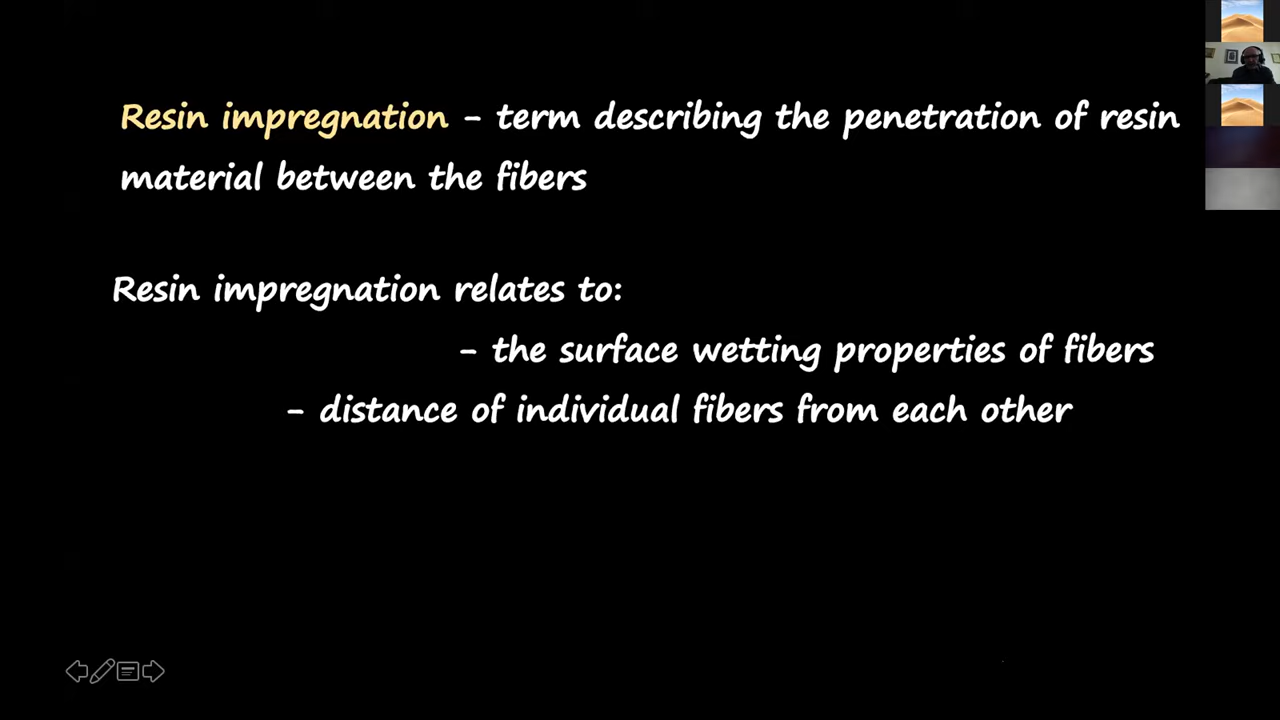 Resin impregnation - term describing the penetration of resin
material between the fibers
Resin impregnation relates to:
- the surface wetting properties of fibers
- distance of individual fibers from each other